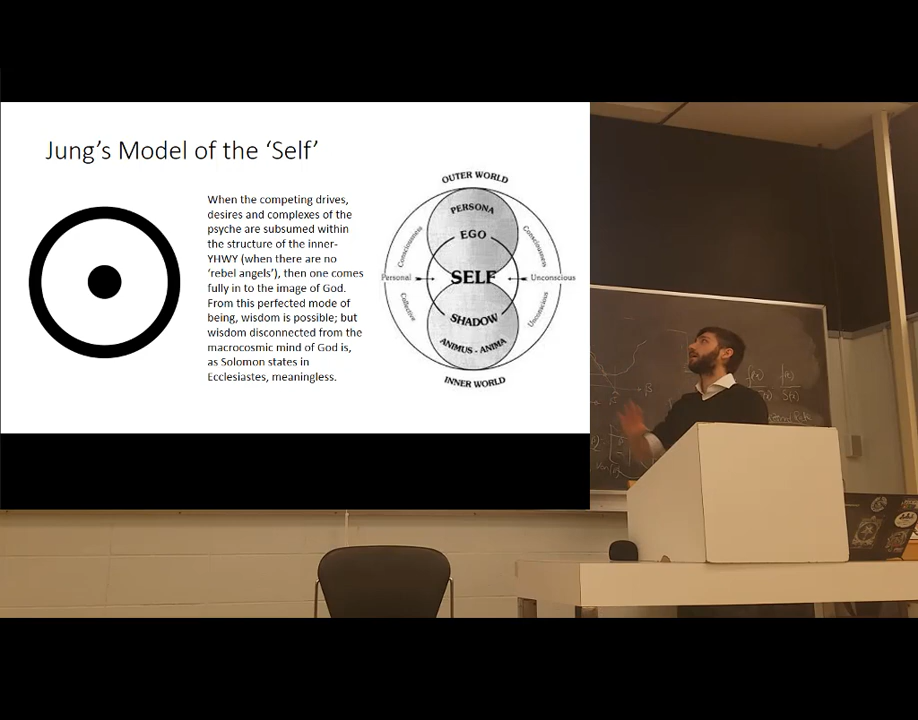 Jung's Model of the 'Self'
When the competing drives,
desires and complexes of the
psyche are subsumed within
the structure of the inner-
YHWY (when there are no
'rebel angels'), then one comes
fully in to the image of God.
From this perfected mode of
being, wisdom is possible; but
wisdom disconnected from the
macrocosmic mind of God is,
as Solomon states in
Ecclesiastes, meaningless.
OUTER WORLD
PERSONA
EGO
Consciousness
Consciousness
Personal
SELF
Unconscious
Collective
Unconscious
SHADOW
ANIMUS - ANIMA
INNER WORLD
β